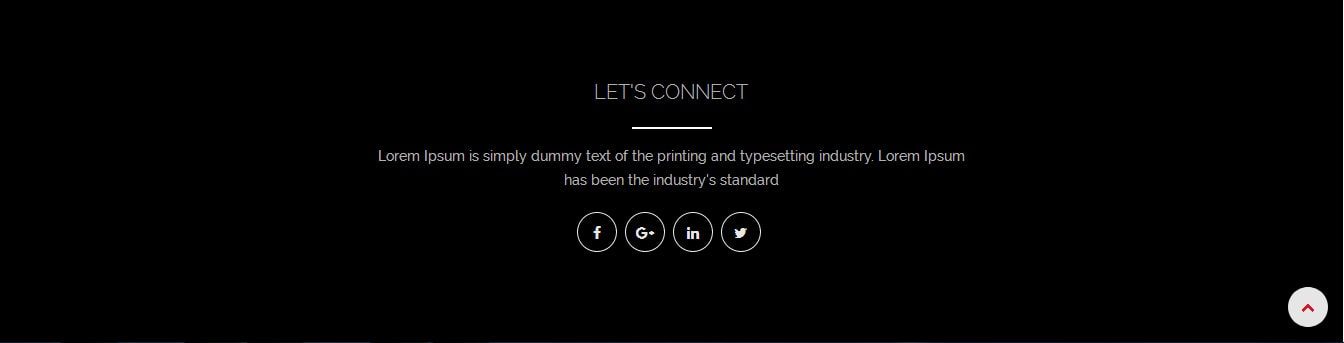 LET'S CONNECT
Lorem Ipsum is simply dummy text of the printing and typesetting industry. Lorem Ipsum
has been the industry's standard